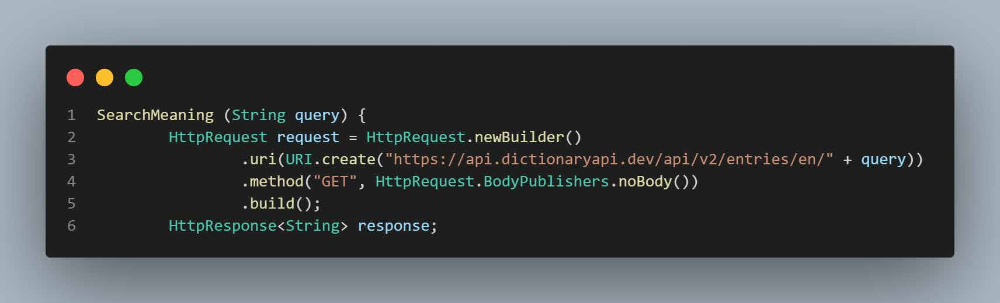 1 SearchMeaning (String query) {
2 HttpRequest request = HttpRequest.newBuilder()
3 .uri(URI.create("https://api.dictionaryapi.dev/api/v2/entries/en/" + query))
4 .method("GET", HttpRequest.BodyPublishers.noBody())
5 .build();
6 HttpResponse<String> response;